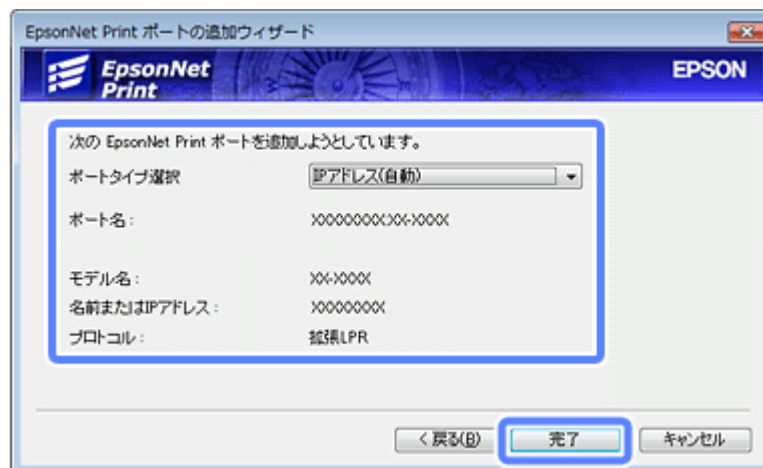 EpsonNet Print ポートの追加ウィザード
EpsonNet
Print
EPSON
次の EpsonNet Print ポートを追加しようとしています。
ポートタイプ選択 IPアドレス(自動)
ポート名: XXXXXXXX:XX-XXXX
モデル名: XX-XXXX
名前またはIPアドレス: XXXXXXXX
プロトコル: 拡張LPR
< 戻る(B) 完了 キャンセル